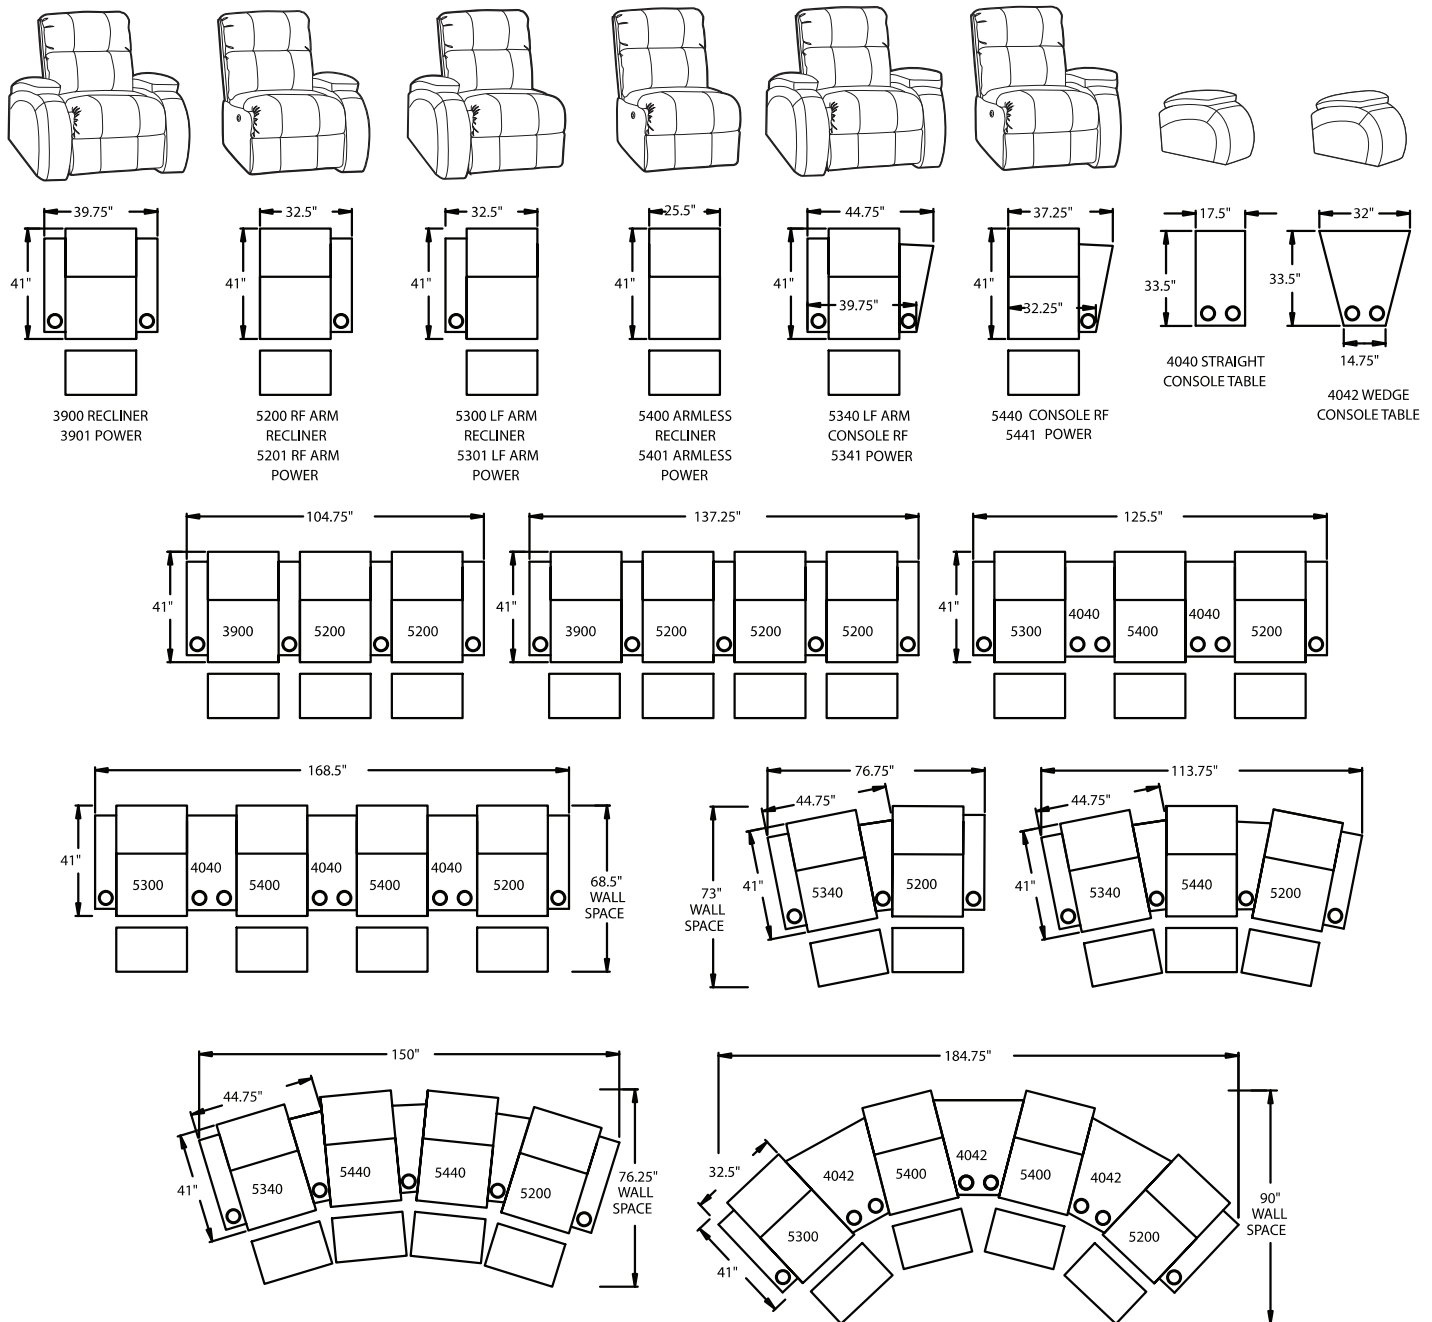 39.75"
32.5"
32.5"
25.5"
44.75"
37.25"
17.5"
32"
41"
41"
41"
41"
41"
39.75"
41"
32.25"
33.5"
33.5"
14.75"
3900 RECLINER
3901 POWER
5200 RF ARM
RECLINER
5201 RF ARM
POWER
5300 LF ARM
RECLINER
5301 LF ARM
POWER
5400 ARMLESS
RECLINER
5401 ARMLESS
POWER
5340 LF ARM
CONSOLE RF
5341 POWER
5440 CONSOLE RF
5441 POWER
4040 STRAIGHT
CONSOLE TABLE
4042 WEDGE
CONSOLE TABLE
104.75"
41"
3900
5200
5200
137.25"
41"
3900
5200
5200
5200
125.5"
41"
5300
4040
5400
4040
5200
168.5"
41"
5300
4040
5400
4040
5400
4040
5200
68.5"
WALL
SPACE
76.75"
44.75"
41"
5340
5200
73"
WALL
SPACE
113.75"
44.75"
41"
5340
5440
5200
150"
44.75"
41"
5340
5440
5440
5200
76.25"
WALL
SPACE
184.75"
32.5"
41"
5300
4042
5400
4042
5400
4042
5200
90"
WALL
SPACE